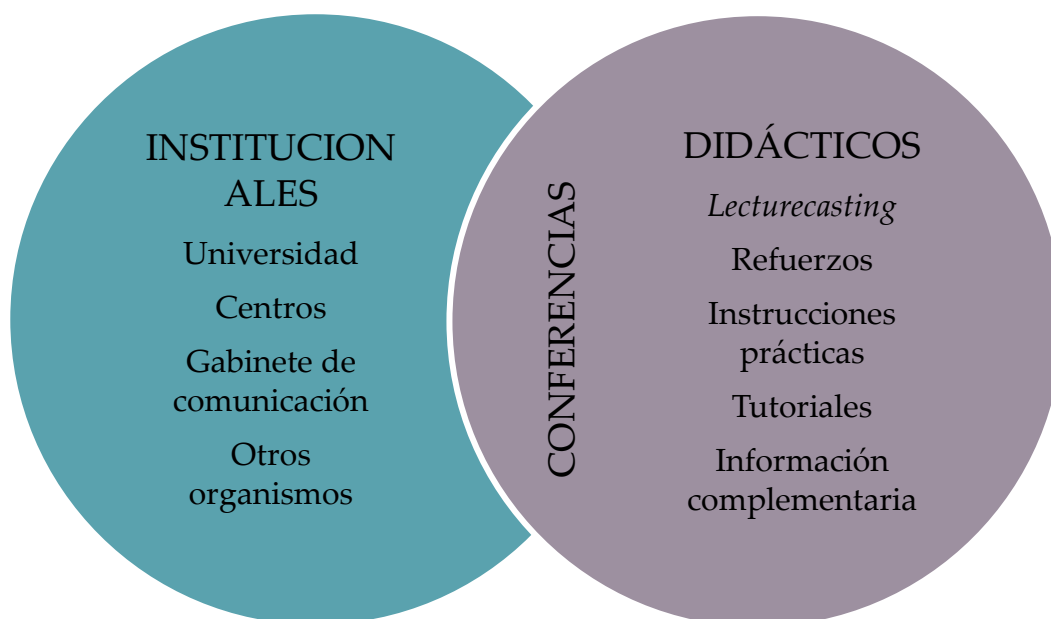 INSTITUCION
ALES
Universidad
Centros
Gabinete de
comunicación
Otros
organismos
CONFERENCIAS
DIDÁCTICOS
Lecturecasting
Refuerzos
Instrucciones
prácticas
Tutoriales
Información
complementaria